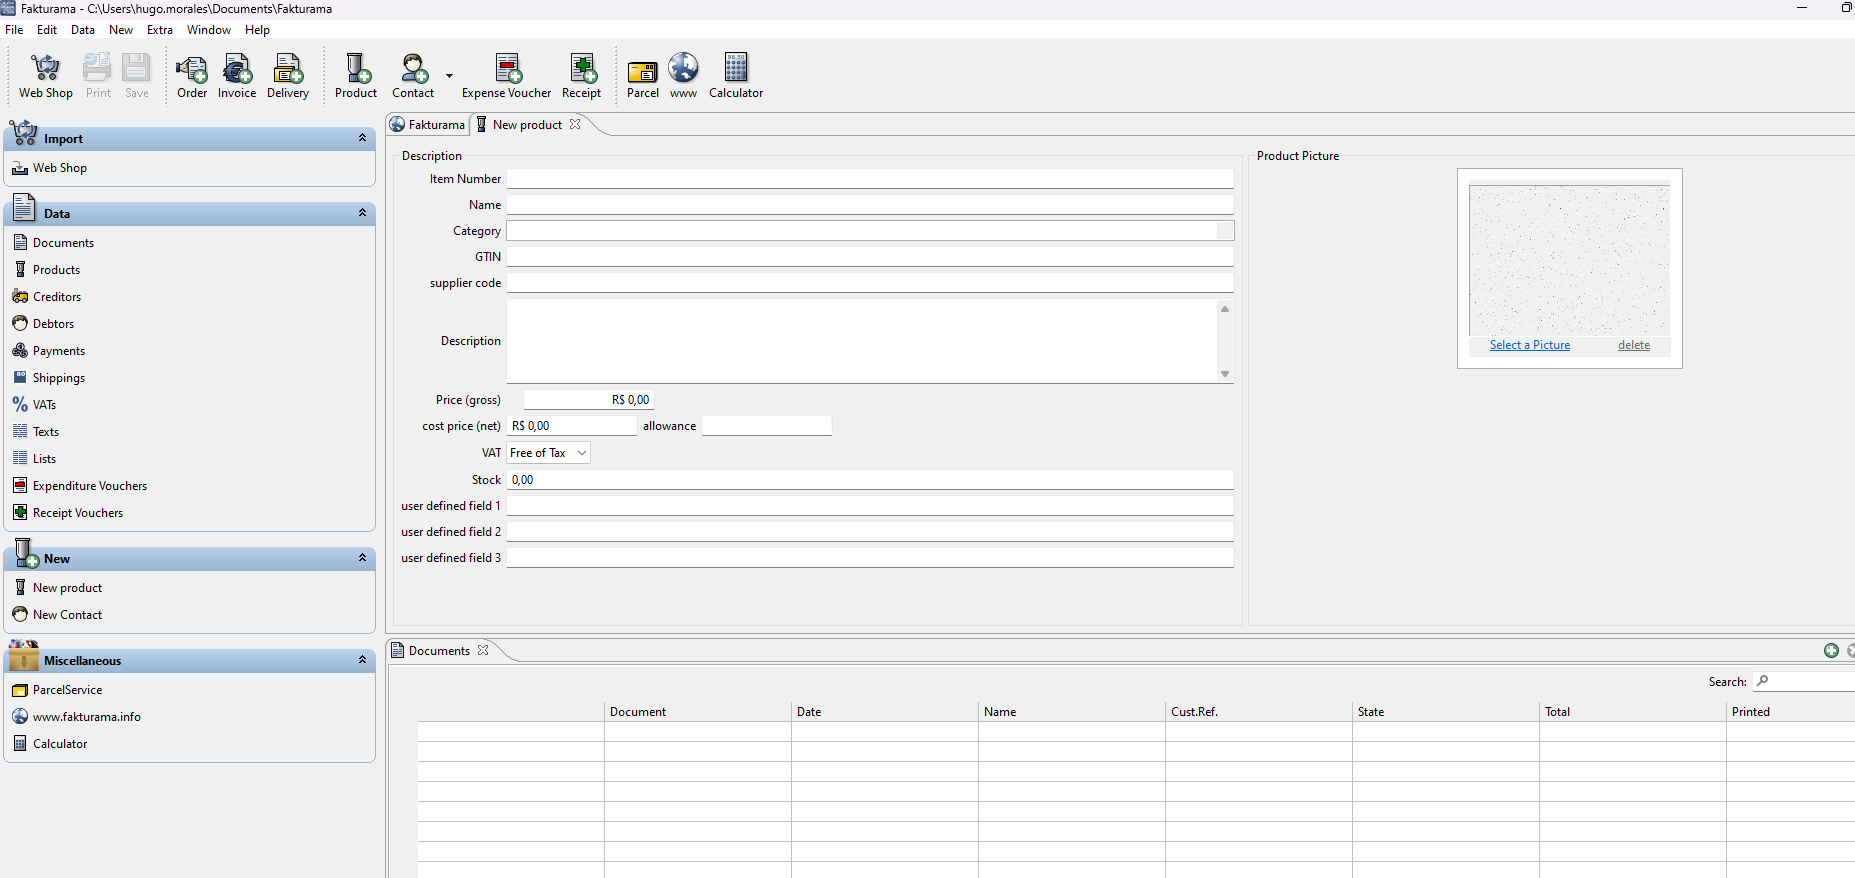 Fakturama - C:\Users\hugo.morales\Documents\Fakturama
File Edit Data New Extra Window Help
Web Shop Print Save Order Invoice Delivery Product Contact Expense Voucher Receipt Parcel www Calculator
Import
Web Shop
Data
Documents
Products
Creditors
Debtors
Payments
Shippings
VATs
Texts
Lists
Expenditure Vouchers
Receipt Vouchers
New
New product
New Contact
Miscellaneous
ParcelService
www.fakturama.info
Calculator
Fakturama New product
Description
Item Number
Name
Category
GTIN
supplier code
Description
Price (gross) R$ 0,00
cost price (net) R$ 0,00 allowance
VAT Free of Tax
Stock 0,00
user defined field 1
user defined field 2
user defined field 3
Product Picture
Select a Picture delete
Documents
Search:
Document Date Name Cust.Ref. State Total Printed